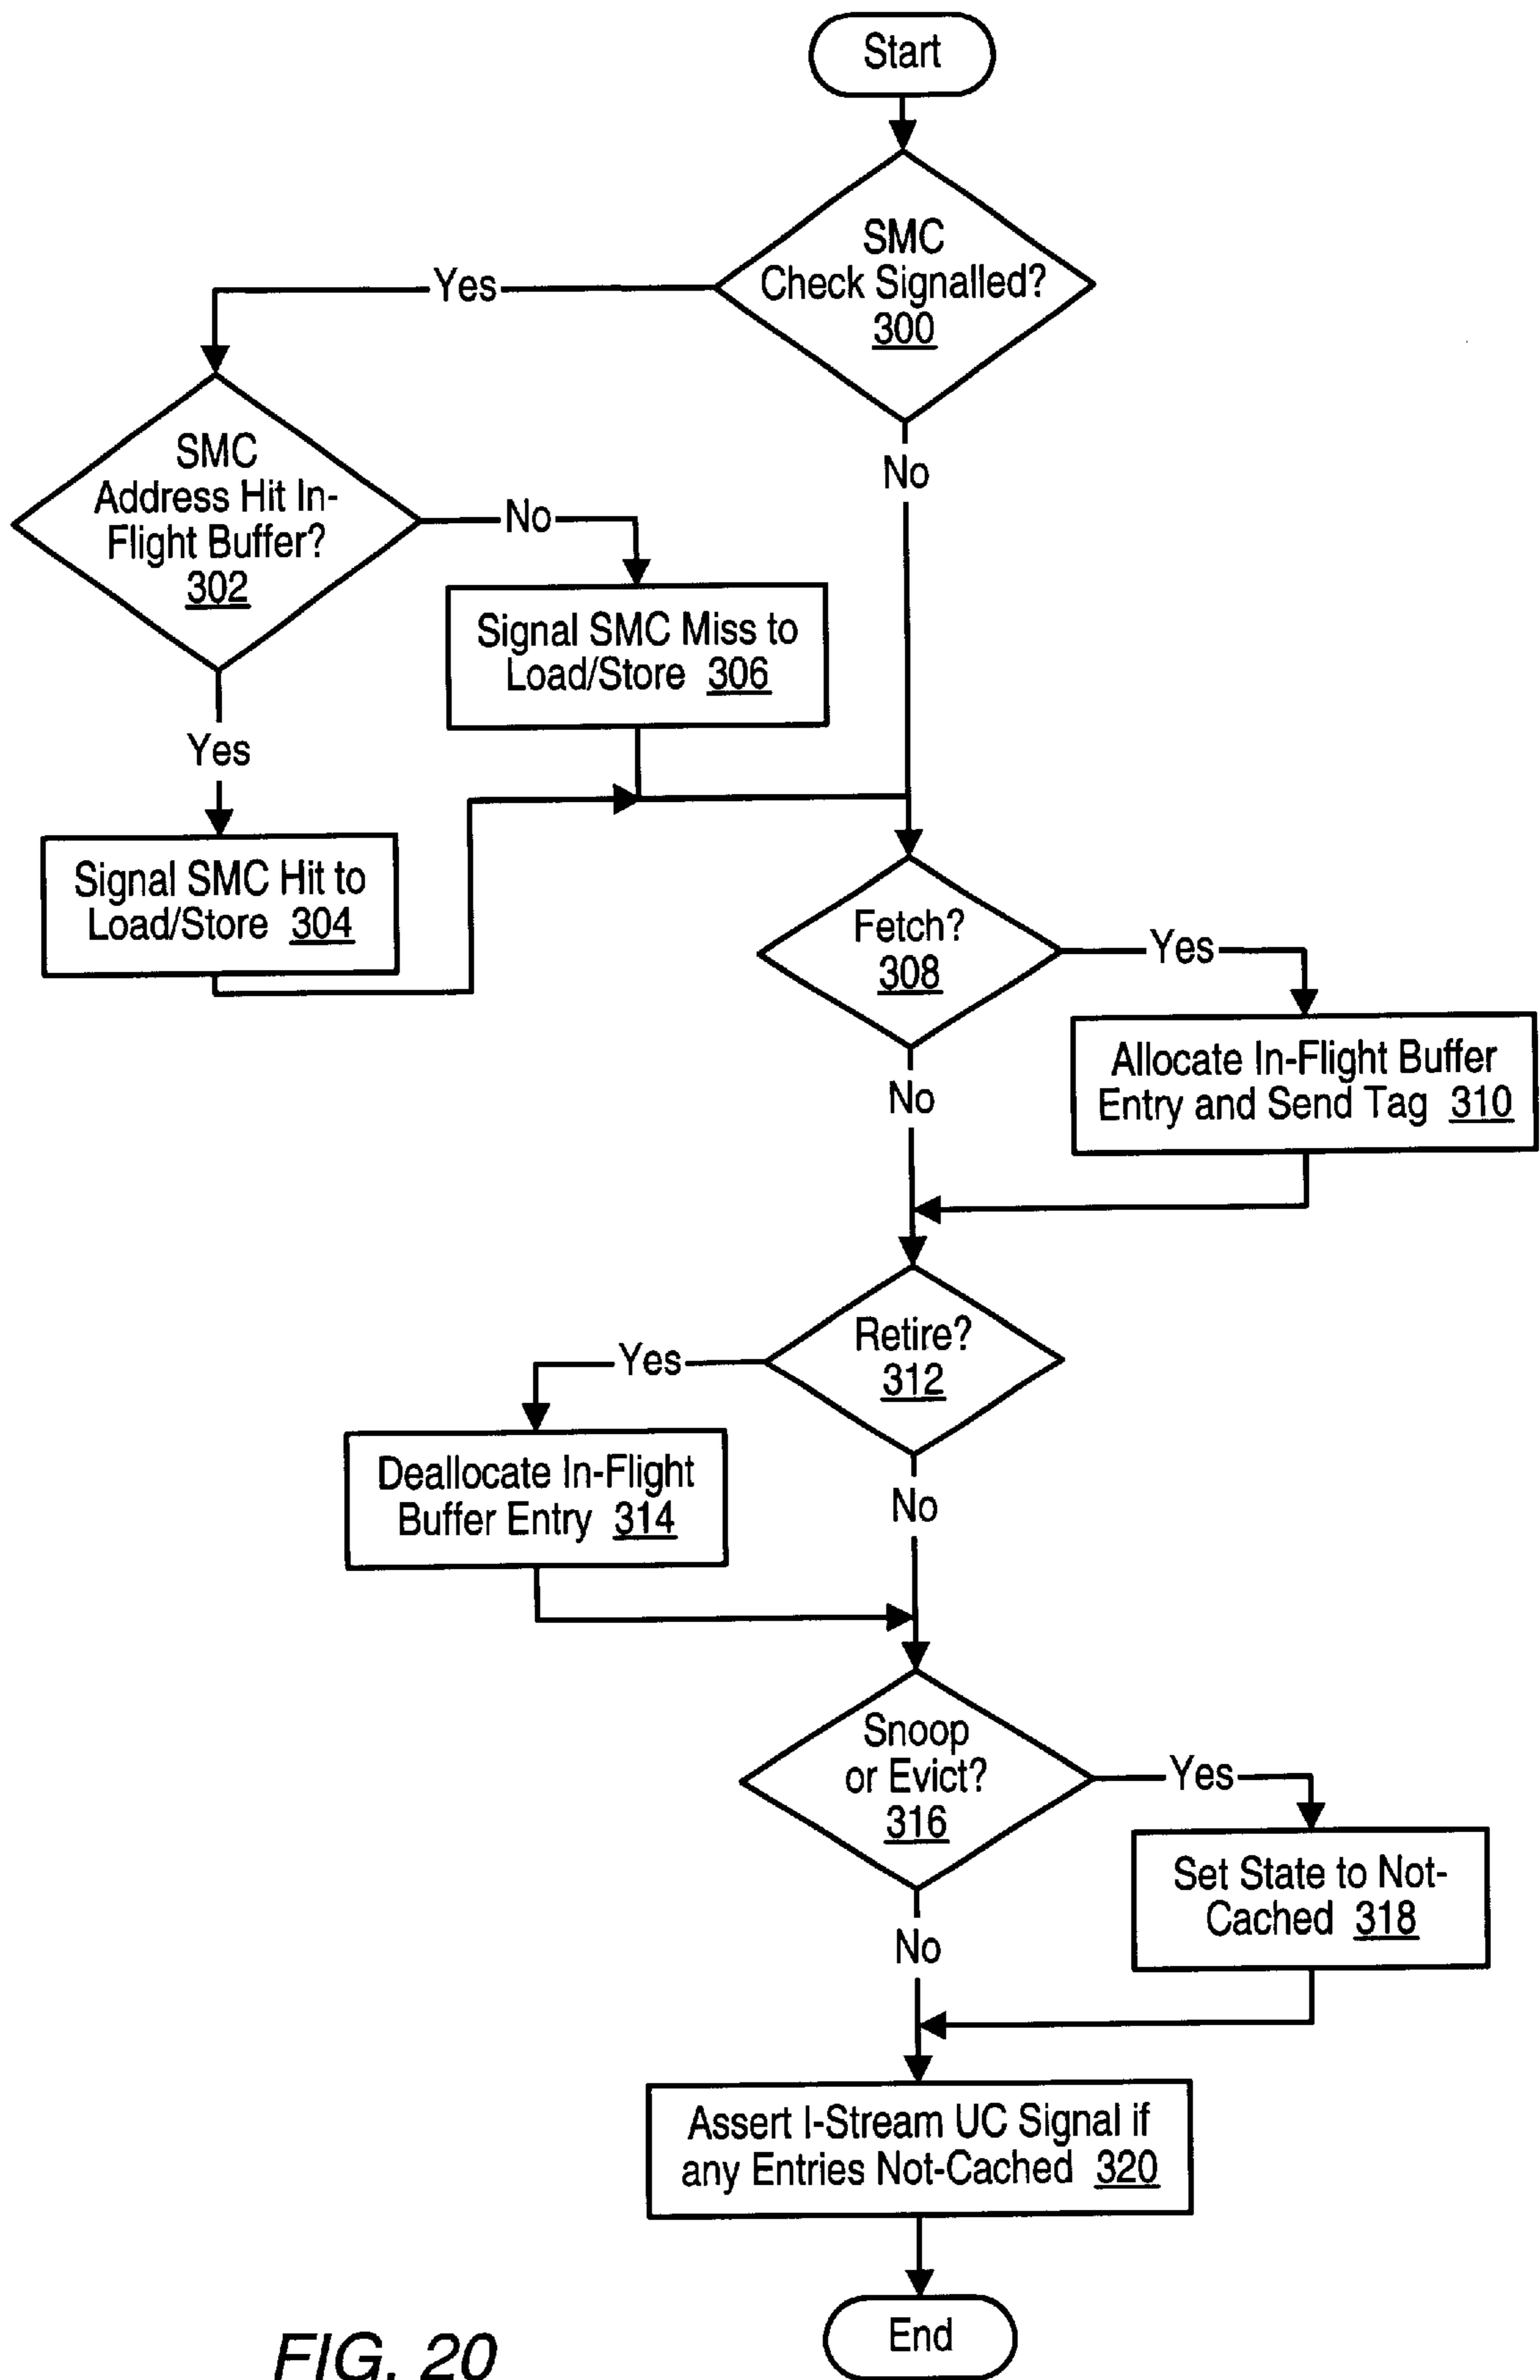 Start
SMC
Check Signalled?
300
Yes
No
SMC
Address Hit In-
Flight Buffer?
302
No
Signal SMC Miss to
Load/Store 306
Yes
Signal SMC Hit to
Load/Store 304
Fetch?
308
Yes
Allocate In-Flight Buffer
Entry and Send Tag 310
No
Retire?
312
Yes
Deallocate In-Flight
Buffer Entry 314
No
Snoop
or Evict?
316
Yes
Set State to Not-
Cached 318
No
Assert I-Stream UC Signal if
any Entries Not-Cached 320
End
FIG. 20